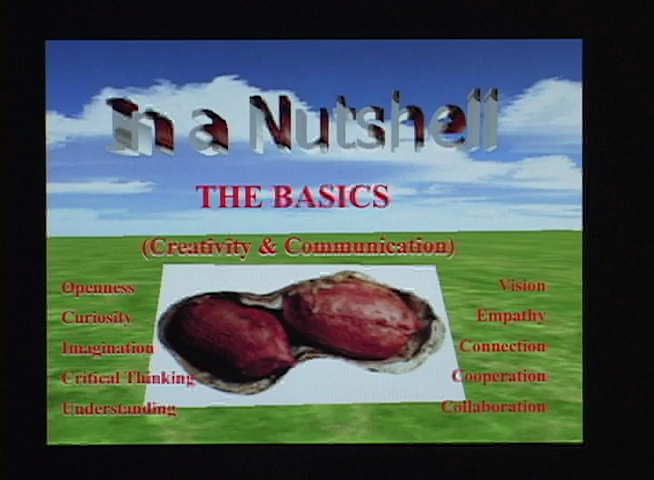 In a Nutshell
THE BASICS
(Creativity & Communication)
Openness
Curiosity
Imagination
Critical Thinking
Understanding
Vision
Empathy
Connection
Cooperation
Collaboration